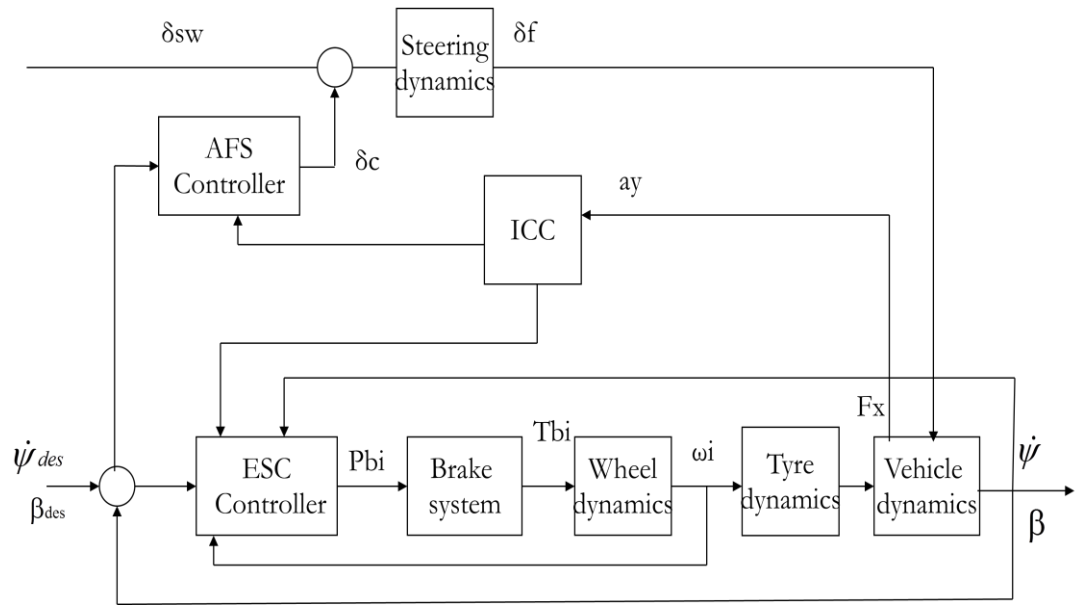 δsw
Steering
dynamics
δf
AFS
Controller
δc
ICC
ay
ψ̇des
βdes
ESC
Controller
Pbi
Brake
system
Tbi
Wheel
dynamics
ωi
Tyre
dynamics
Fx
Vehicle
dynamics
ψ̇
β